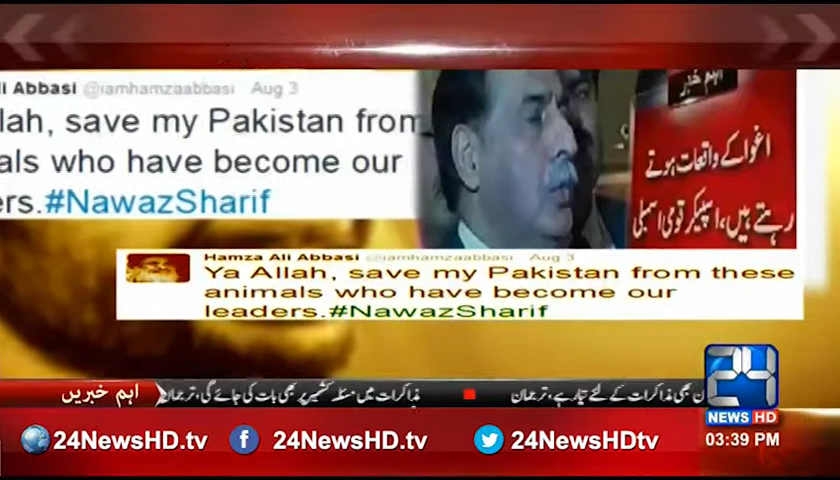 li Abbasi @iamhamzaabbasi Aug 3
lah, save my Pakistan from
als who have become our
ers.#NawazSharif
اہم خبر
اغوا کے واقعات ہوتے
رہتے ہیں، اسپیکر قومی اسمبلی
Hamza Ali Abbasi @iamhamzaabbasi Aug 3
Ya Allah, save my Pakistan from these
animals who have become our
leaders.#NawazSharif
24
NEWS HD
اہم خبریں
ن بھی مذاکرات کے لئے تیار ہے، ترجمان ■ مذاکرات میں مسئلہ کشمیر پر بھی بات کی جائے گی، ترجمان
24NewsHD.tv f 24NewsHD.tv 24NewsHDtv 03:39 PM